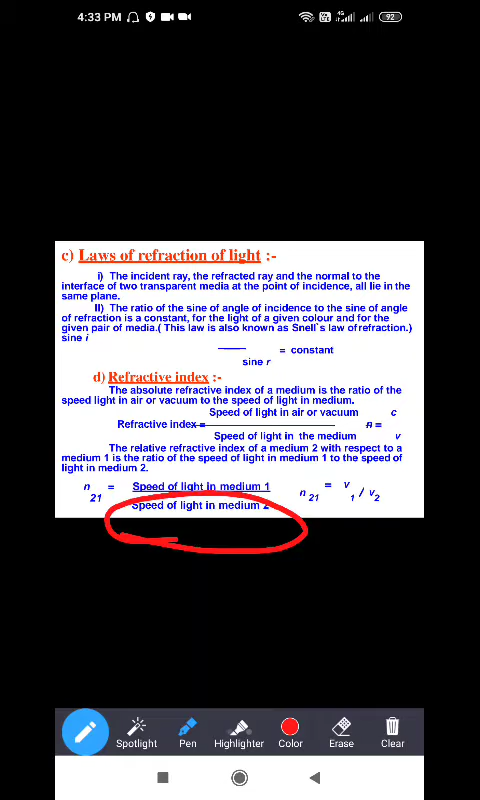 4:33 PM 4G 92
c) Laws of refraction of light :-
i) The incident ray, the refracted ray and the normal to the
interface of two transparent media at the point of incidence, all lie in the
same plane.
II) The ratio of the sine of angle of incidence to the sine of angle
of refraction is a constant, for the light of a given colour and for the
given pair of media.( This law is also known as Snell`s law of refraction.)
sine i
= constant
sine r
d) Refractive index :-
The absolute refractive index of a medium is the ratio of the
speed light in air or vacuum to the speed of light in medium.
Speed of light in air or vacuum c
Refractive index = n =
Speed of light in the medium v
The relative refractive index of a medium 2 with respect to a
medium 1 is the ratio of the speed of light in medium 1 to the speed of
light in medium 2.
n 21 = Speed of light in medium 1 n 21 = v 1 / v 2
Speed of light in medium 2
Spotlight Pen Highlighter Color Erase Clear